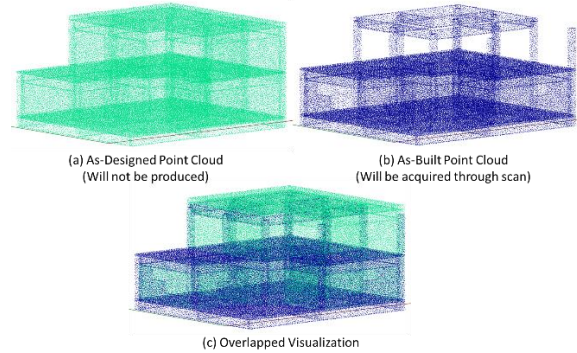 (a) As-Designed Point Cloud
(Will not be produced)
(b) As-Built Point Cloud
(Will be acquired through scan)
(c) Overlapped Visualization